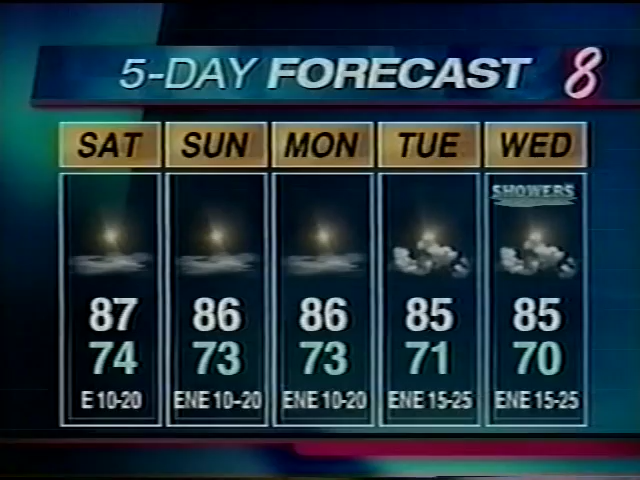 5-DAY FORECAST 8
SAT SUN MON TUE WED
SHOWERS
87 86 86 85 85
74 73 73 71 70
E 10-20 ENE 10-20 ENE 10-20 ENE 15-25 ENE 15-25